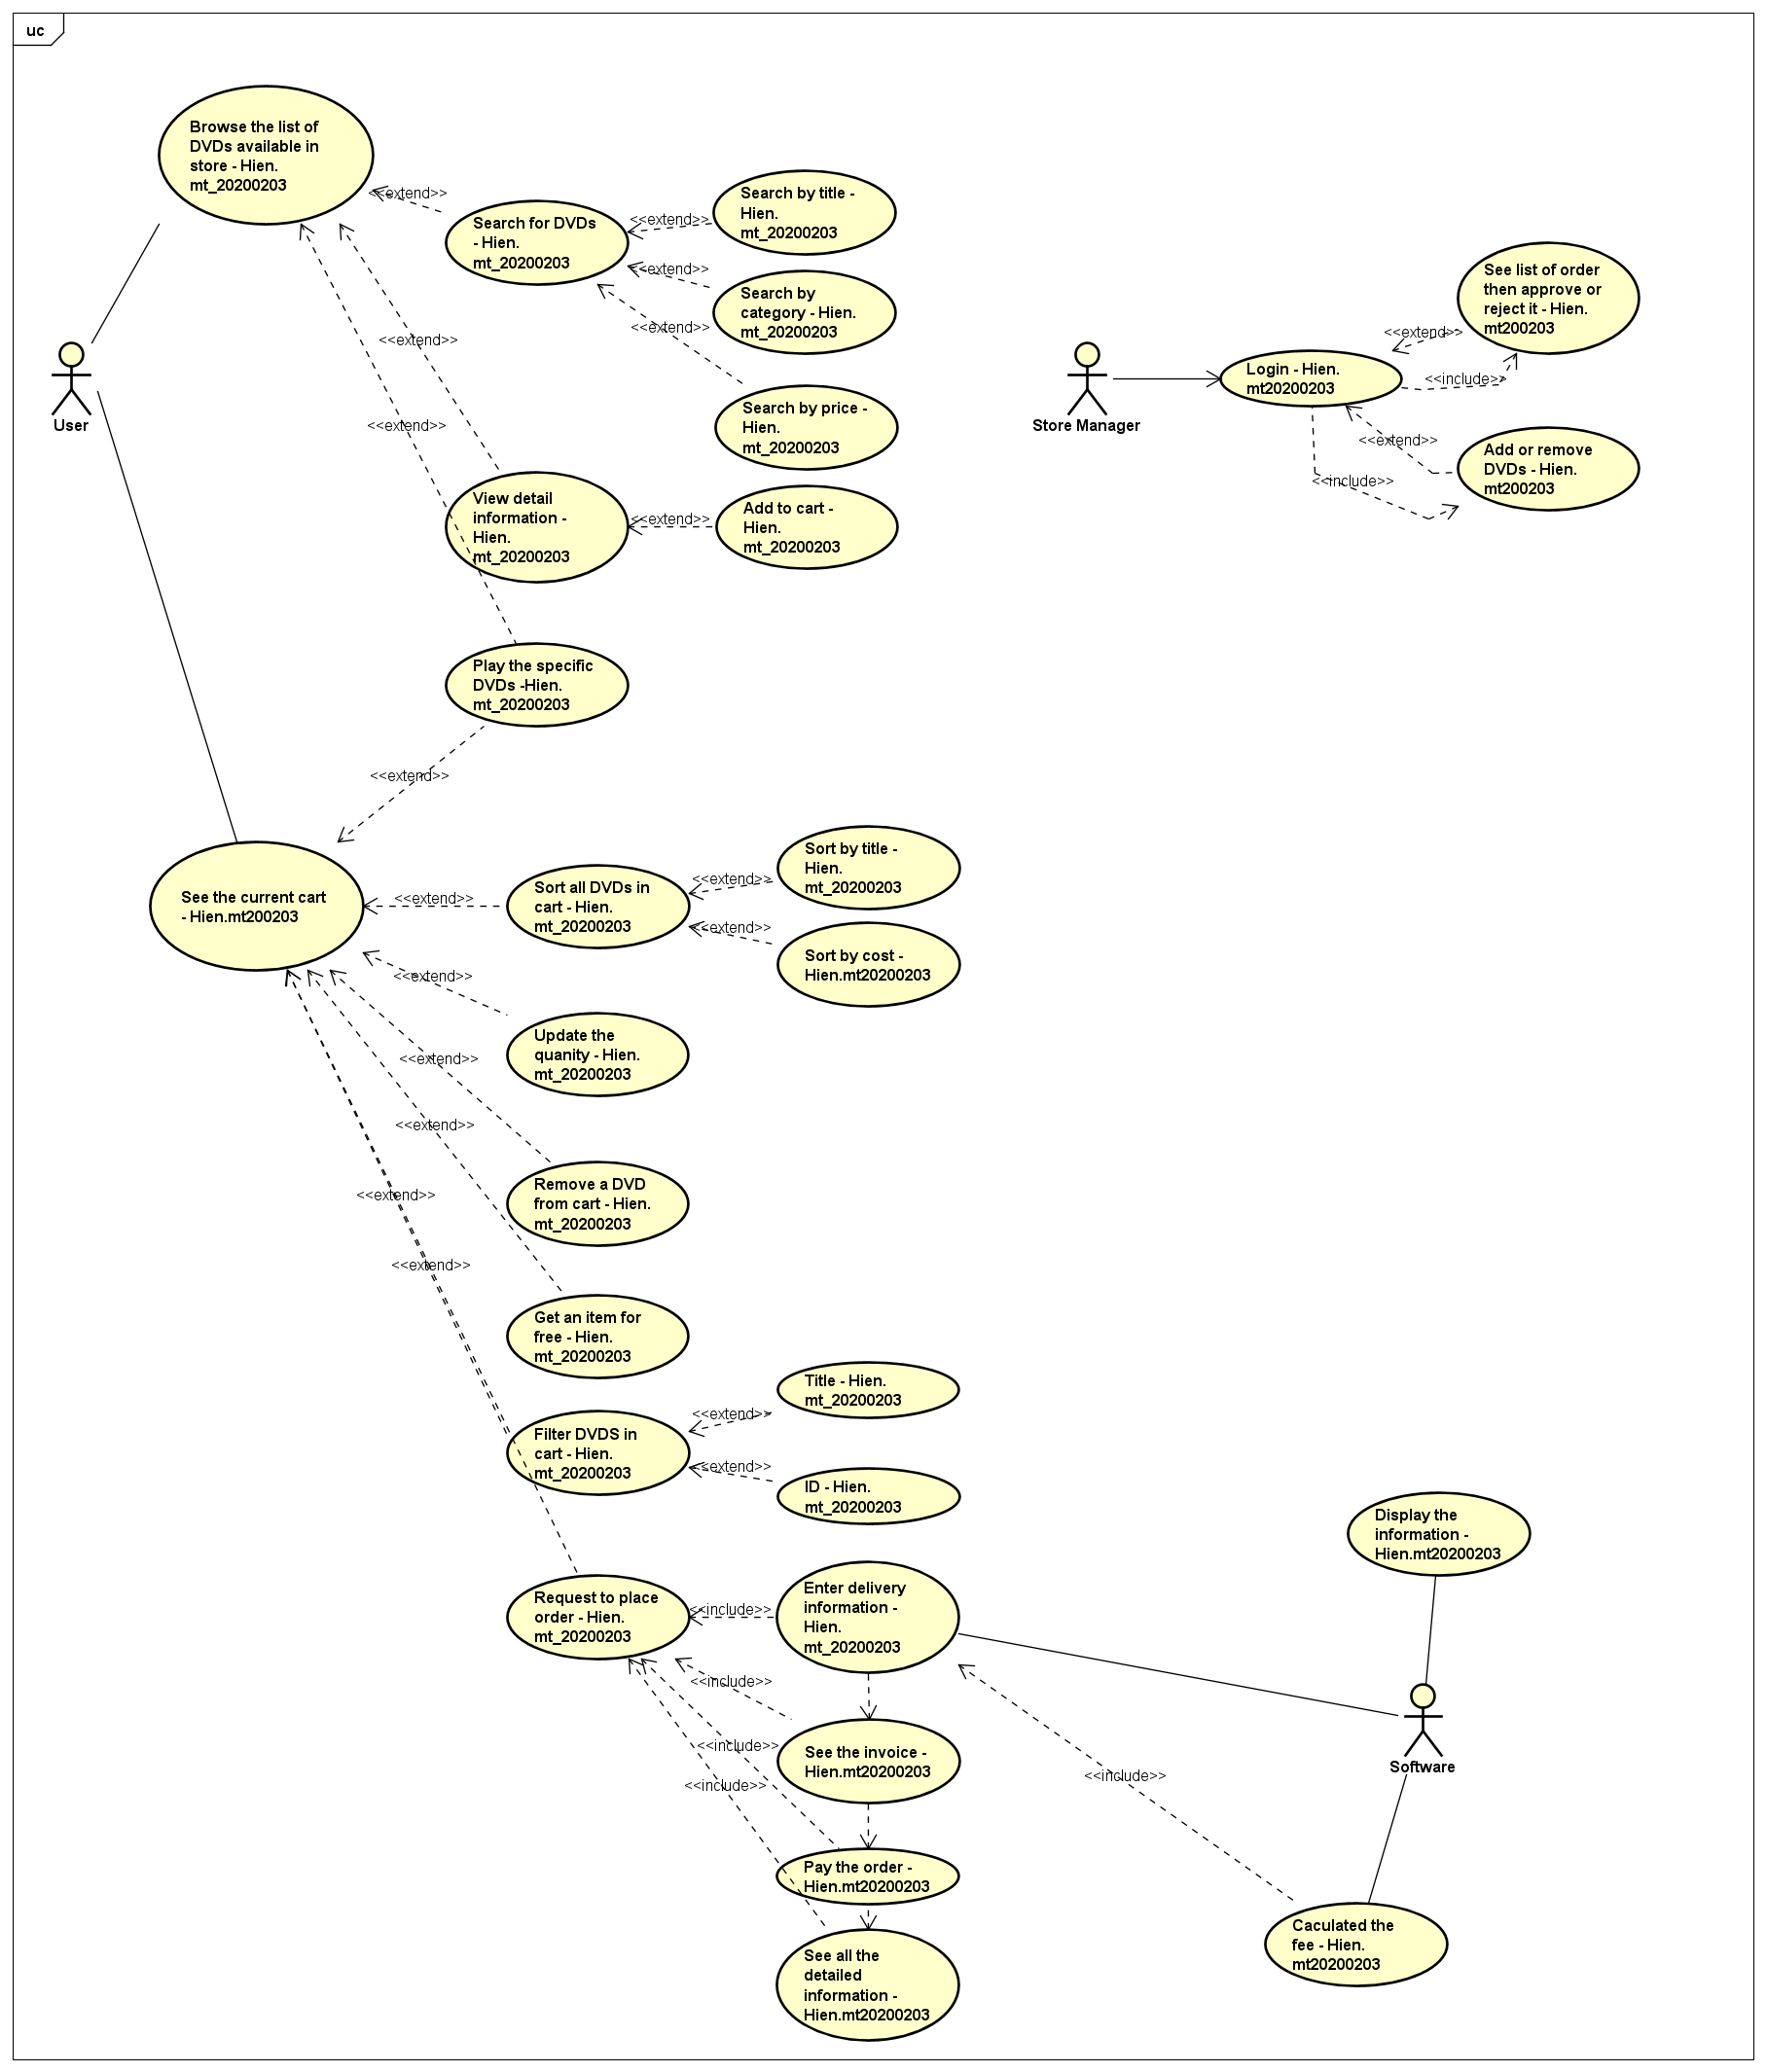 uc
Browse the list of
DVDs available in
store - Hien.
mt_20200203
<<extend>>
Search for DVDs
- Hien.
mt_20200203
<<extend>>
Search by title -
Hien.
mt_20200203
<<extend>>
Search by
category - Hien.
mt_20200203
<<extend>>
Search by price -
Hien.
mt_20200203
<<extend>>
<<extend>>
User
View detail
information -
Hien.
mt_20200203
<<extend>>
Add to cart -
Hien.
mt_20200203
Play the specific
DVDs -Hien.
mt_20200203
<<extend>>
Store Manager
Login - Hien.
mt20200203
<<extend>>
<<include>>
See list of order
then approve or
reject it - Hien.
mt200203
<<extend>>
<<include>>
Add or remove
DVDs - Hien.
mt200203
See the current cart
- Hien.mt200203
<<extend>>
Sort all DVDs in
cart - Hien.
mt_20200203
<<extend>>
Sort by title -
Hien.
mt_20200203
<<extend>>
Sort by cost -
Hien.mt20200203
<<extend>>
Update the
quanity - Hien.
mt_20200203
<<extend>>
Remove a DVD
from cart - Hien.
mt_20200203
<<extend>>
<<extend>>
<<extend>>
Get an item for
free - Hien.
mt_20200203
Filter DVDS in
cart - Hien.
mt_20200203
<<extend>>
Title - Hien.
mt_20200203
<<extend>>
ID - Hien.
mt_20200203
Request to place
order - Hien.
mt_20200203
<<include>>
Enter delivery
information -
Hien.
mt_20200203
<<include>>
See the invoice -
Hien.mt20200203
<<include>>
<<include>>
Pay the order -
Hien.mt20200203
See all the
detailed
information -
Hien.mt20200203
Display the
information -
Hien.mt20200203
Software
<<include>>
Caculated the
fee - Hien.
mt20200203